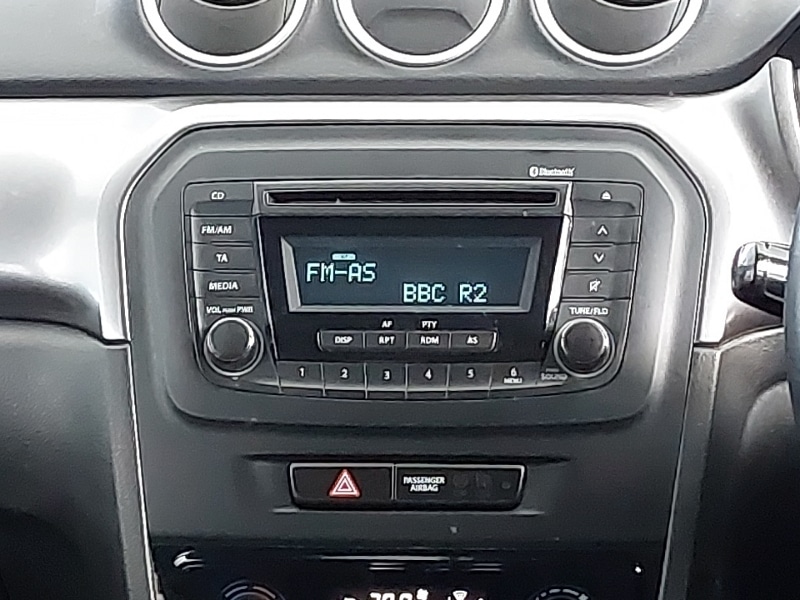 Bluetooth
CD
FM/AM
TA
MEDIA
VOL PUSH PWR
FM-AS
BBC R2
AF PTY
DISP RPT RDM AS
1 2 3 4 5 6
MENU
TUNE/FLD
SOUND
PASSENGER
AIRBAG